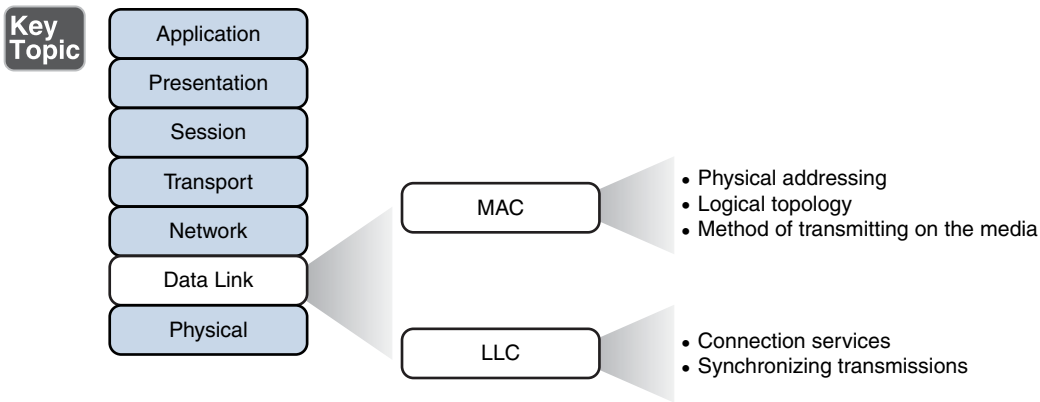 Key
Topic
Application
Presentation
Session
Transport
Network
Data Link
Physical
MAC
• Physical addressing
• Logical topology
• Method of transmitting on the media
LLC
• Connection services
• Synchronizing transmissions